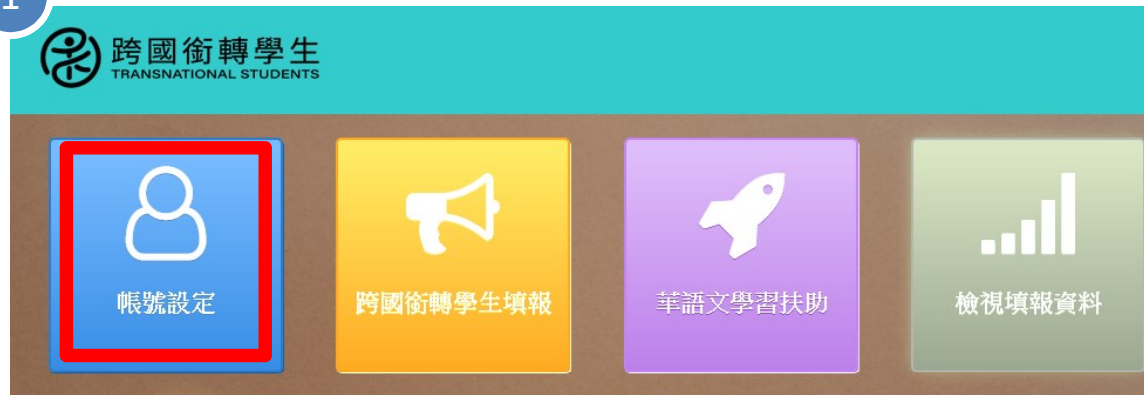 1
跨國銜轉學生
TRANSNATIONAL STUDENTS
帳號設定
跨國銜轉學生填報
華語文學習扶助
檢視填報資料